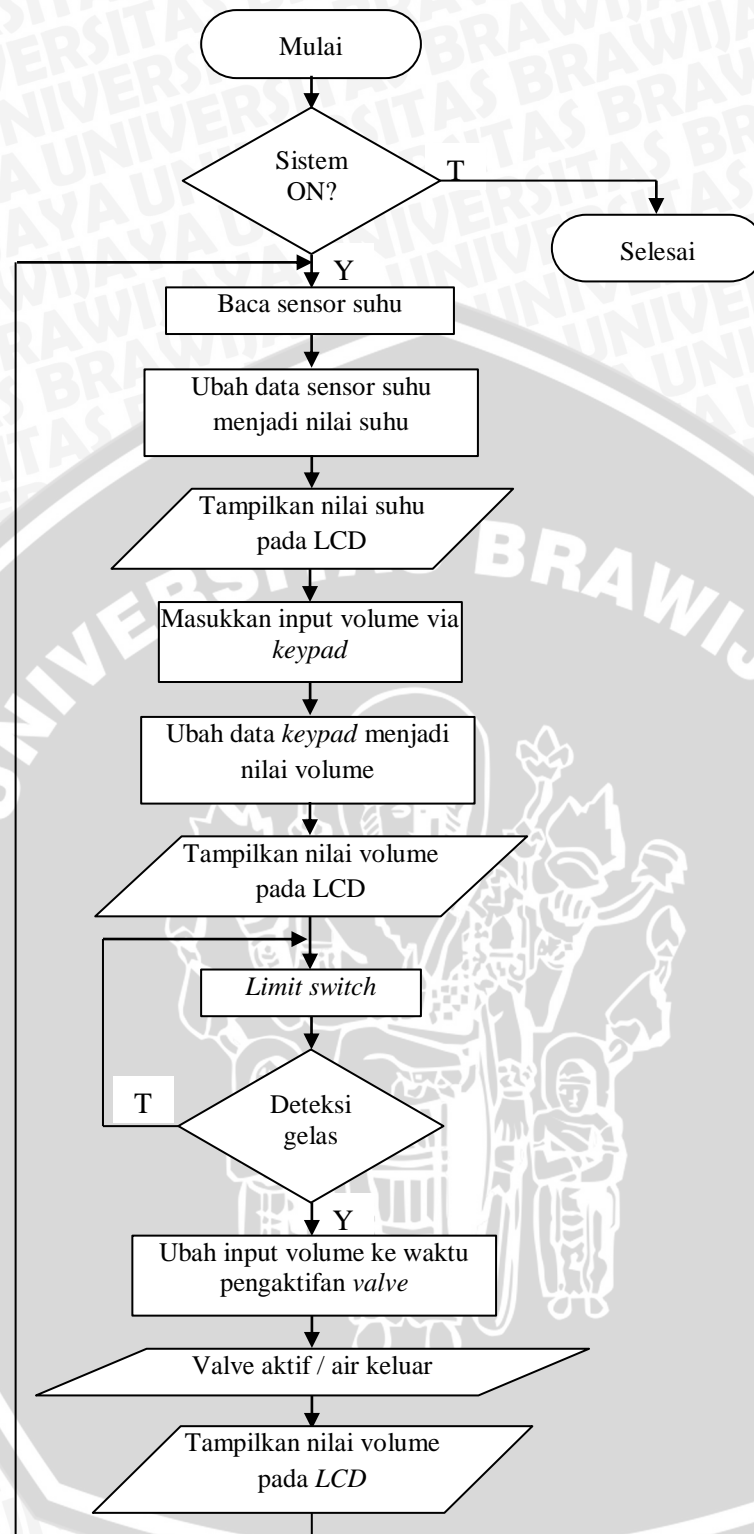 Mulai
Sistem
ON?
T
Selesai
Y
Baca sensor suhu
Ubah data sensor suhu
menjadi nilai suhu
Tampilkan nilai suhu
pada LCD
Masukkan input volume via
keypad
Ubah data keypad menjadi
nilai volume
Tampilkan nilai volume
pada LCD
Limit switch
T
Deteksi
gelas
Y
Ubah input volume ke waktu
pengaktifan valve
Valve aktif / air keluar
Tampilkan nilai volume
pada LCD